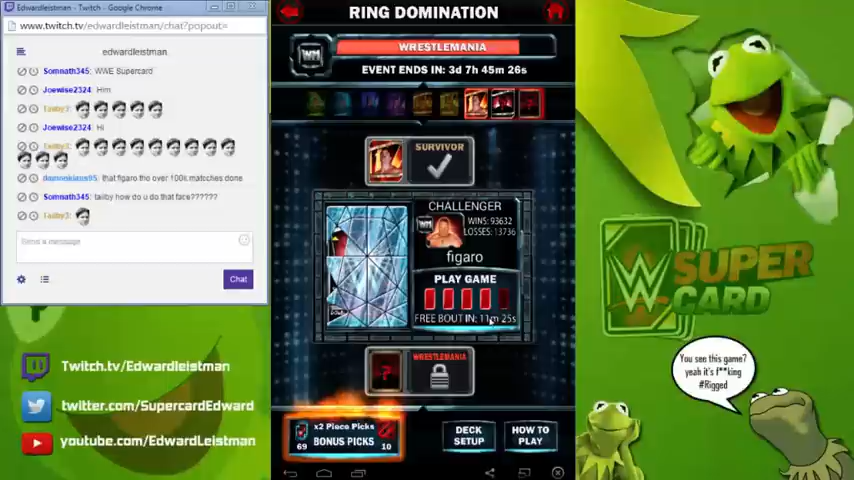 Edwardleistman - Twitch - Google Chrome
www.twitch.tv/edwardleistman/chat?popout=
edwardleistman
Somnath345: WWE Supercard
Joewise2324: Him
Joewise2324: Hi
that figaro the over 100k matches done
Somnath345: taiby how do u do that face??????
Send a message
Chat
Twitch.tv/Edwardleistman
twitter.com/SupercardEdward
youtube.com/EdwardLeistman
RING DOMINATION
WRESTLEMANIA
EVENT ENDS IN: 3d 7h 45m 26s
SURVIVOR
CHALLENGER
WINS: 93632
LOSSES: 13736
figaro
PLAY GAME
FREE BOUT IN: 11m 25s
WRESTLEMANIA
x2 Piece Picks
BONUS PICKS
69
10
DECK
SETUP
HOW TO
PLAY
SUPER
CARD
You see this game?
yeah it's f**king
#Rigged